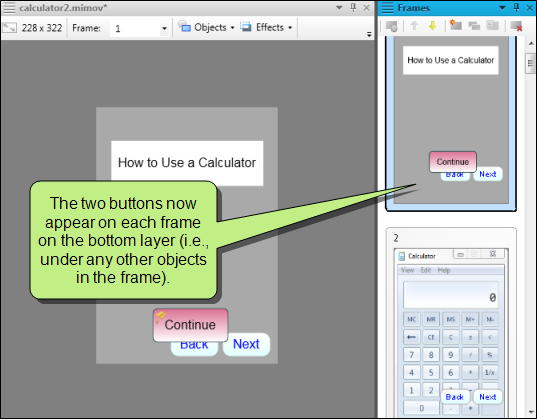 calculator2.mimov*
228 x 322 Frame: 1 Objects Effects
How to Use a Calculator
The two buttons now
appear on each frame
on the bottom layer (i.e.,
under any other objects
in the frame).
Continue
Back Next
Frames
How to Use a Calculator
Continue
Back Next
2
Calculator
View Edit Help
0
MC MR MS M+ M-
← CE C ± √
7 8 9 / %
4 5 6 * 1/x
1 2 3
Back Next
0